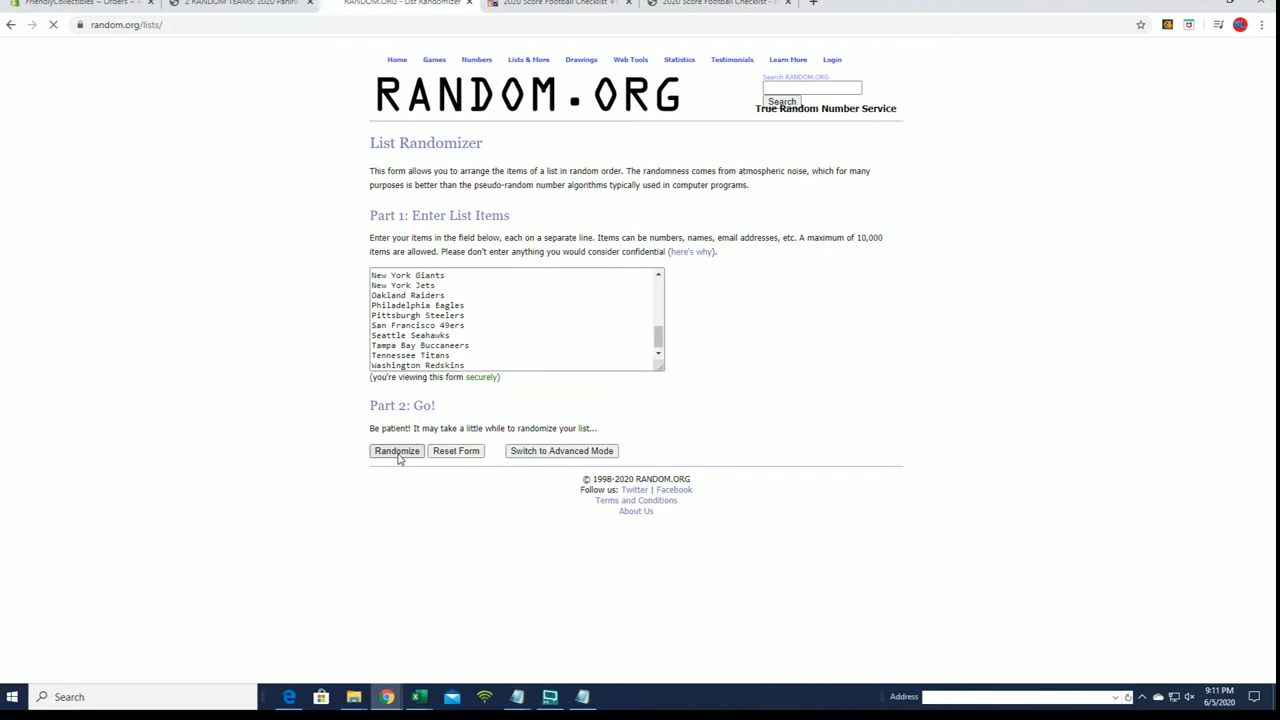 FriendlyCollectibles ~ Orders ~
2 RANDOM TEAMS: 2020 Panini
RANDOM.ORG - List Randomizer
2020 Score Football Checklist
2020 Score Football Checklist -
random.org/lists/
Home Games Numbers Lists & More Drawings Web Tools Statistics Testimonials Learn More Login
Search RANDOM.ORG
RANDOM.ORG
Search
True Random Number Service
List Randomizer
This form allows you to arrange the items of a list in random order. The randomness comes from atmospheric noise, which for many
purposes is better than the pseudo-random number algorithms typically used in computer programs.
Part 1: Enter List Items
Enter your items in the field below, each on a separate line. Items can be numbers, names, email addresses, etc. A maximum of 10,000
items are allowed. Please don't enter anything you would consider confidential (here's why).
New York Giants
New York Jets
Oakland Raiders
Philadelphia Eagles
Pittsburgh Steelers
San Francisco 49ers
Seattle Seahawks
Tampa Bay Buccaneers
Tennessee Titans
Washington Redskins
(you're viewing this form securely)
Part 2: Go!
Be patient! It may take a little while to randomize your list...
Randomize Reset Form Switch to Advanced Mode
© 1998-2020 RANDOM.ORG
Follow us: Twitter | Facebook
Terms and Conditions
About Us
Search
Address
9:11 PM
6/5/2020